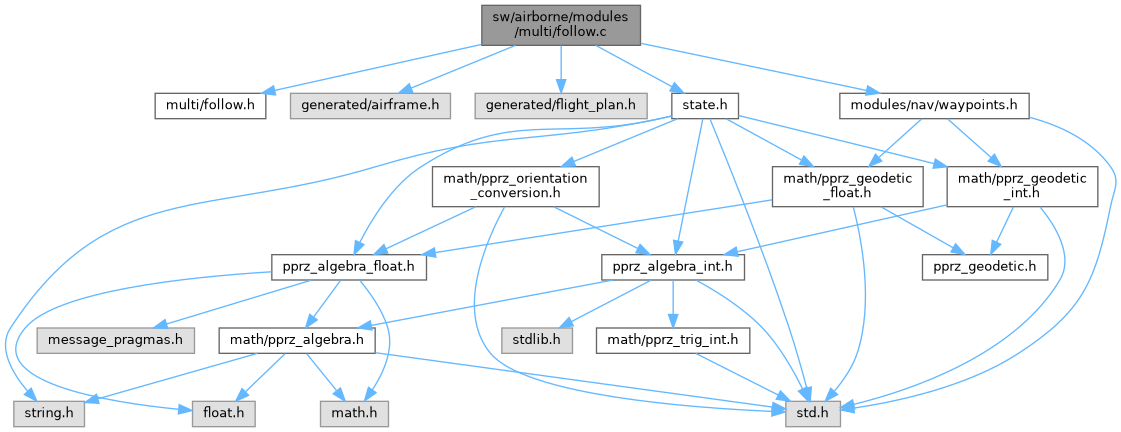 sw/airborne/modules
/multi/follow.c
multi/follow.h
generated/airframe.h
generated/flight_plan.h
state.h
modules/nav/waypoints.h
math/pprz_orientation
_conversion.h
math/pprz_geodetic
_float.h
math/pprz_geodetic
_int.h
pprz_algebra_float.h
pprz_algebra_int.h
pprz_geodetic.h
message_pragmas.h
math/pprz_algebra.h
stdlib.h
math/pprz_trig_int.h
string.h
float.h
math.h
std.h